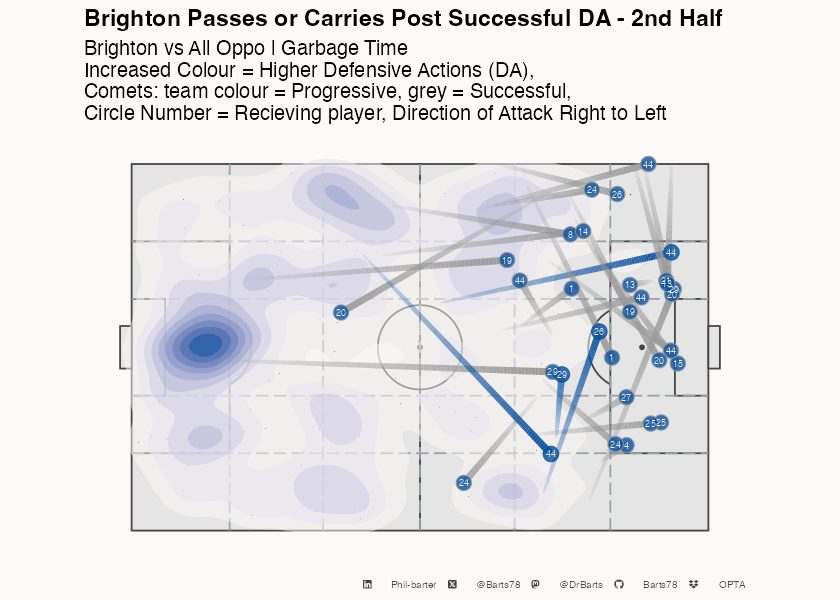 Brighton Passes or Carries Post Successful DA - 2nd Half
Brighton vs All Oppo | Garbage Time
Increased Colour = Higher Defensive Actions (DA),
Comets: team colour = Progressive, grey = Successful,
Circle Number = Recieving player, Direction of Attack Right to Left
44
24 26
8 14
44
19
44 1 13 44
29
20
20 19
26
1 44
20 15
29 29
27
25 25
44 24 4
24
Phil-barter @Barts78 @DrBarts Barts78 OPTA